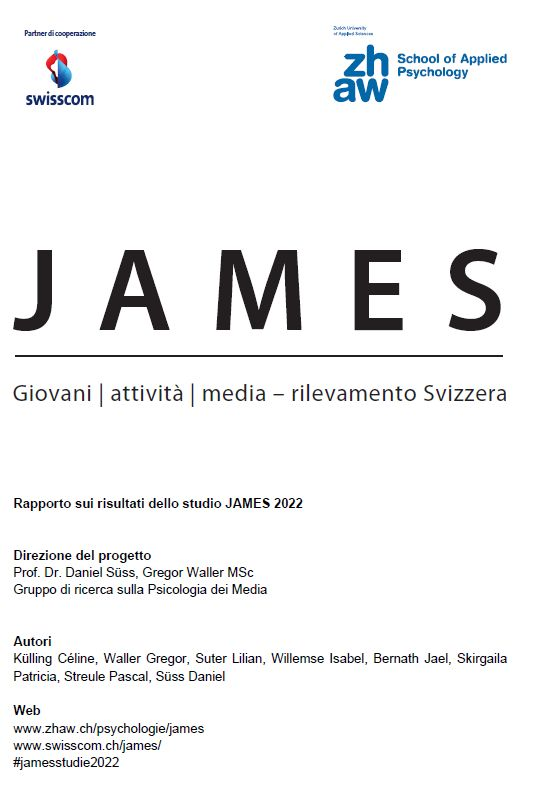 Partner di cooperazione
swisscom
Zurich University
of Applied Sciences
zh
aw
School of Applied
Psychology
JAMES
Giovani | attività | media – rilevamento Svizzera
Rapporto sui risultati dello studio JAMES 2022
Direzione del progetto
Prof. Dr. Daniel Süss, Gregor Waller MSc
Gruppo di ricerca sulla Psicologia dei Media
Autori
Külling Céline, Waller Gregor, Suter Lilian, Willemse Isabel, Bernath Jael, Skirgaila
Patricia, Streule Pascal, Süss Daniel
Web
www.zhaw.ch/psychologie/james
www.swisscom.ch/james/
#jamesstudie2022